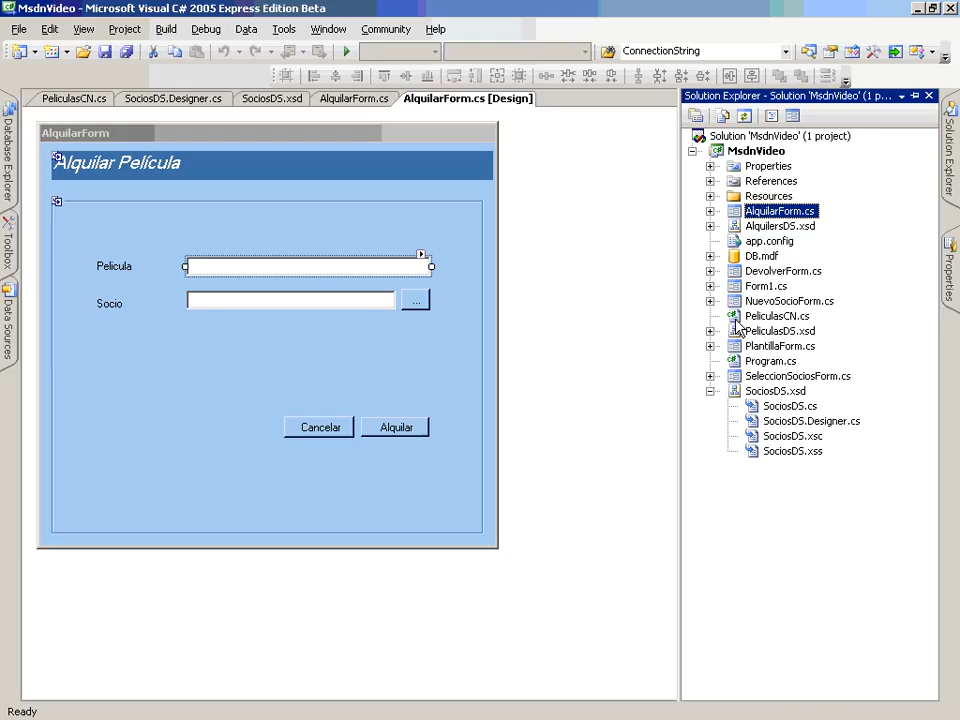 MsdnVideo - Microsoft Visual C# 2005 Express Edition Beta
File Edit View Project Build Debug Data Tools Window Community Help
ConnectionString
PeliculasCN.cs SociosDS.Designer.cs SociosDS.xsd AlquilarForm.cs AlquilarForm.cs [Design]
Database Explorer
Toolbox
Data Sources
AlquilarForm
Alquilar Película
Pelicula
Socio
...
Cancelar Alquilar
Solution Explorer - Solution 'MsdnVideo' (1 p...
Solution 'MsdnVideo' (1 project)
MsdnVideo
Properties
References
Resources
AlquilarForm.cs
AlquilersDS.xsd
app.config
DB.mdf
DevolverForm.cs
Form1.cs
NuevoSocioForm.cs
PeliculasCN.cs
PeliculasDS.xsd
PlantillaForm.cs
Program.cs
SeleccionSociosForm.cs
SociosDS.xsd
SociosDS.cs
SociosDS.Designer.cs
SociosDS.xsc
SociosDS.xss
Solution Explorer
Properties
Ready